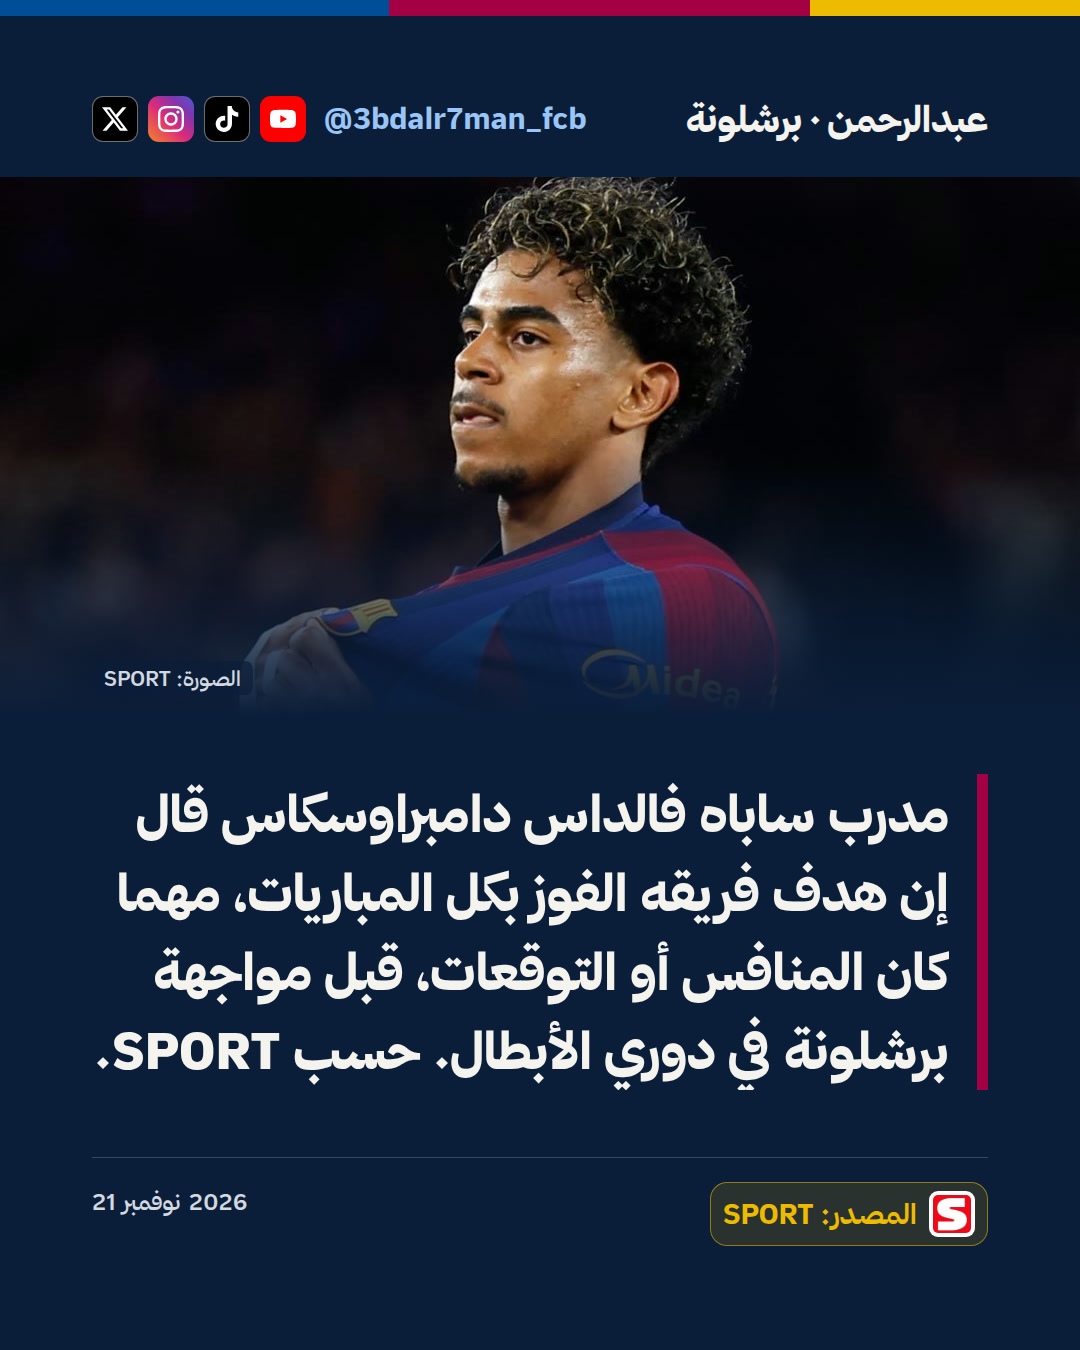 عبدالرحمن · برشلونة
@3bdalr7man_fcb
Midea
الصورة: SPORT
مدرب ساباه فالداس دامبراوسكاس قال
إن هدف فريقه الفوز بكل المباريات، مهما
كان المنافس أو التوقعات، قبل مواجهة
برشلونة في دوري الأبطال. حسب SPORT.
المصدر: SPORT
21 نوفمبر 2026